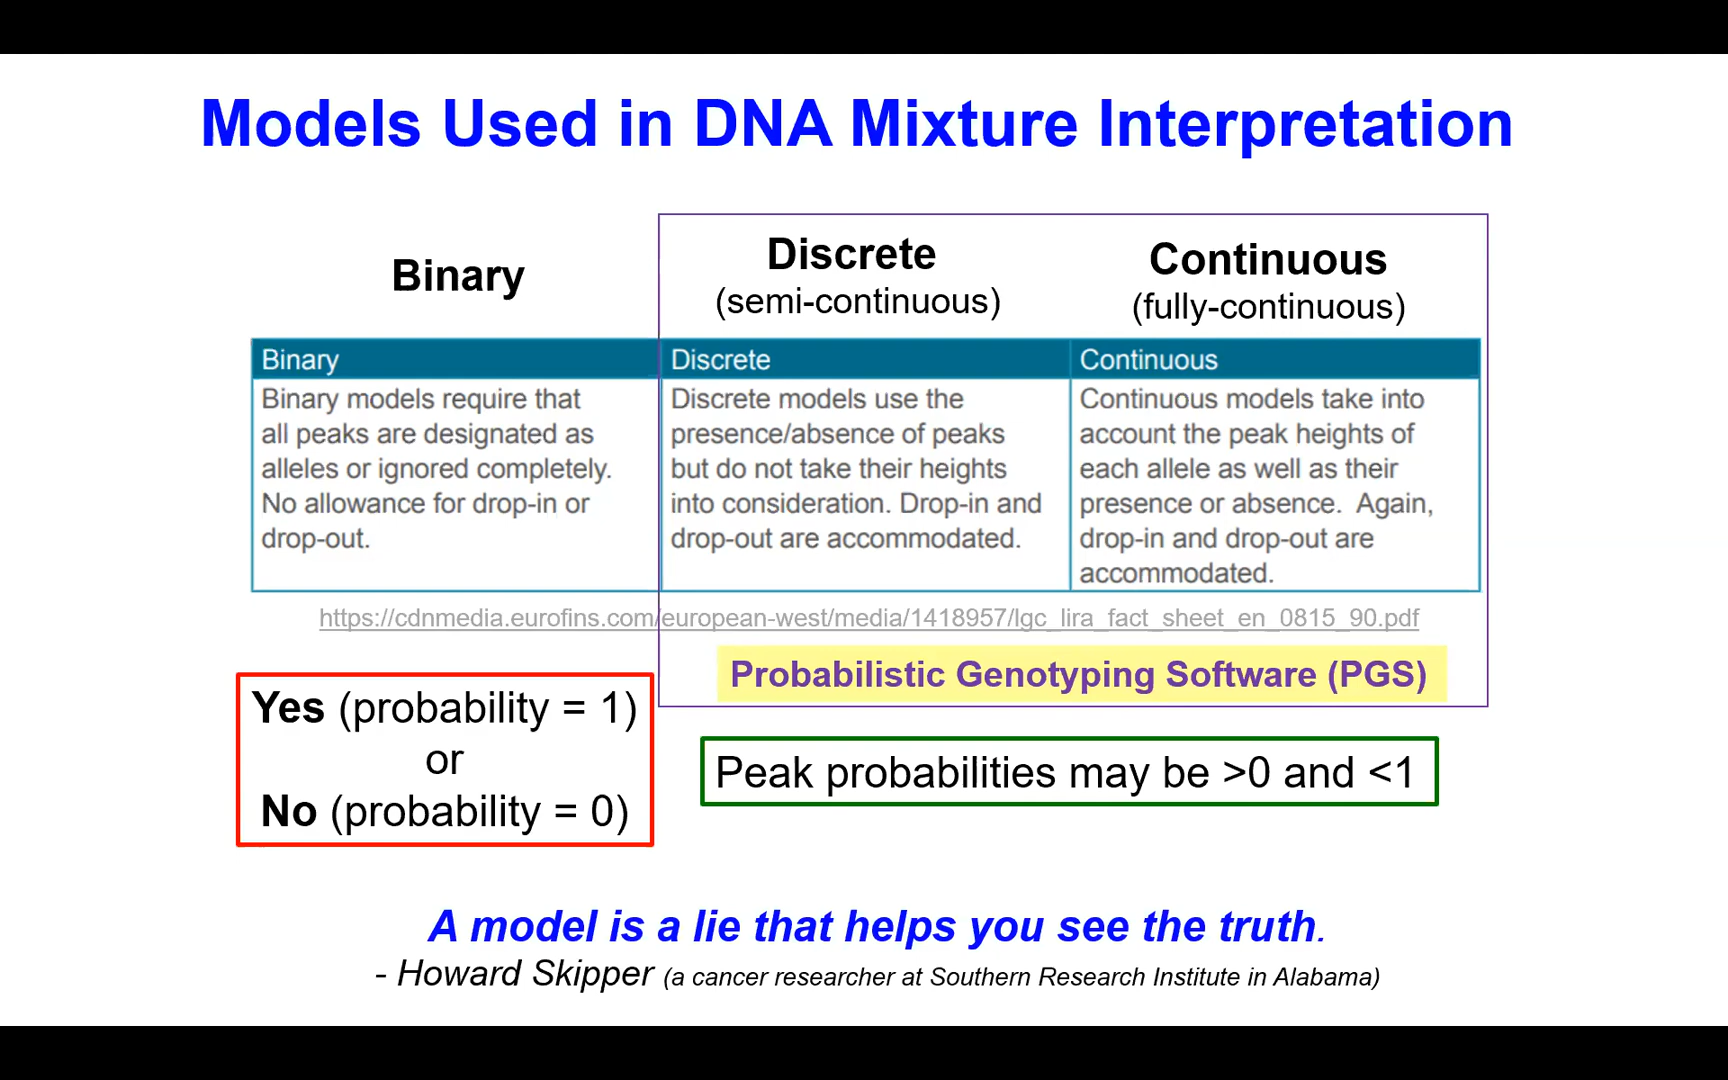 Models Used in DNA Mixture Interpretation
Binary
Discrete
(semi-continuous)
Continuous
(fully-continuous)
Binary
Binary models require that
all peaks are designated as
alleles or ignored completely.
No allowance for drop-in or
drop-out.
Discrete
Discrete models use the
presence/absence of peaks
but do not take their heights
into consideration. Drop-in and
drop-out are accommodated.
Continuous
Continuous models take into
account the peak heights of
each allele as well as their
presence or absence.  Again,
drop-in and drop-out are
accommodated.
https://cdnmedia.eurofins.com/european-west/media/1418957/lgc_lira_fact_sheet_en_0815_90.pdf
Probabilistic Genotyping Software (PGS)
Yes (probability = 1)
or
No (probability = 0)
Peak probabilities may be >0 and <1
A model is a lie that helps you see the truth.
- Howard Skipper (a cancer researcher at Southern Research Institute in Alabama)